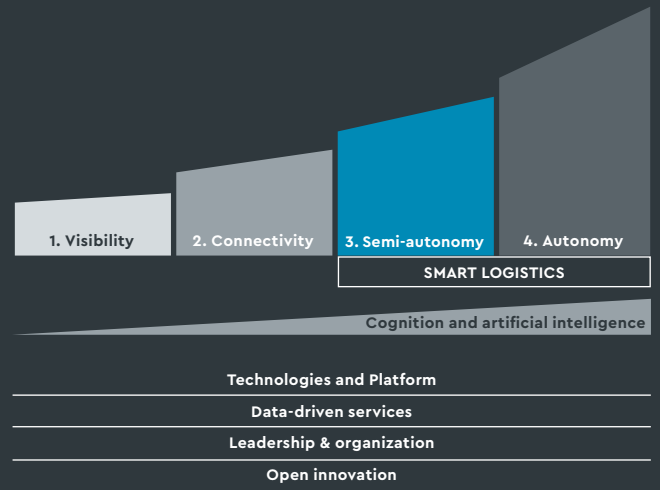 1. Visibility
2. Connectivity
3. Semi-autonomy
4. Autonomy
SMART LOGISTICS
Cognition and artificial intelligence
Technologies and Platform
Data-driven services
Leadership & organization
Open innovation